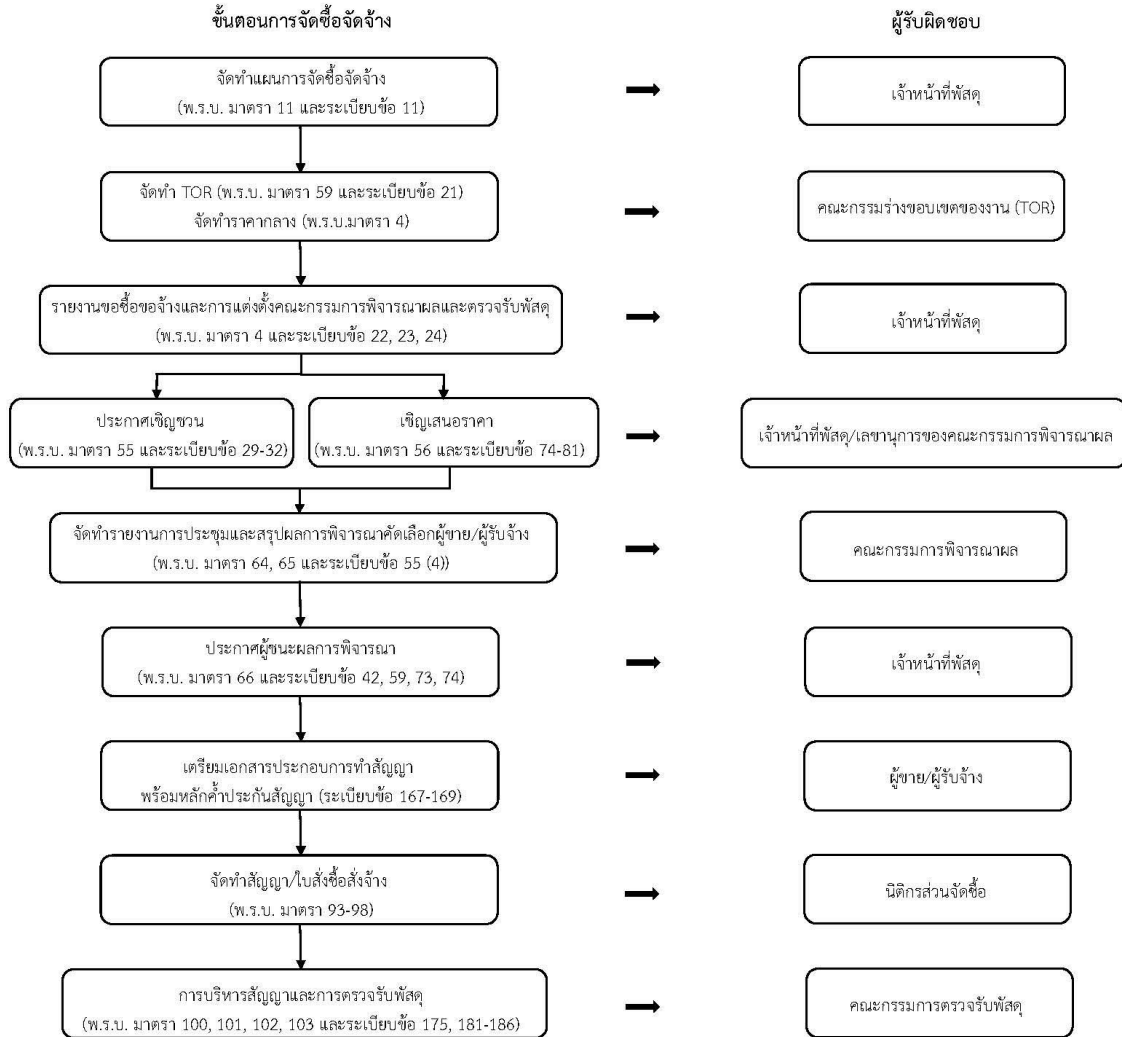 ขั้นตอนการจัดซื้อจัดจ้าง
ผู้รับผิดชอบ
จัดทำแผนการจัดซื้อจัดจ้าง
(พ.ร.บ. มาตรา 11 และระเบียบข้อ 11)
เจ้าหน้าที่พัสดุ
จัดทำ TOR (พ.ร.บ. มาตรา 59 และระเบียบข้อ 21)
จัดทำราคากลาง (พ.ร.บ.มาตรา 4)
คณะกรรมร่างขอบเขตของงาน (TOR)
รายงานขอซื้อขอจ้างและการแต่งตั้งคณะกรรมการพิจารณาผลและตรวจรับพัสดุ
(พ.ร.บ. มาตรา 4 และระเบียบข้อ 22, 23, 24)
เจ้าหน้าที่พัสดุ
ประกาศเชิญชวน
(พ.ร.บ. มาตรา 55 และระเบียบข้อ 29-32)
เชิญเสนอราคา
(พ.ร.บ. มาตรา 56 และระเบียบข้อ 74-81)
เจ้าหน้าที่พัสดุ/เลขานุการของคณะกรรมการพิจารณาผล
จัดทำรายงานการประชุมและสรุปผลการพิจารณาคัดเลือกผู้ขาย/ผู้รับจ้าง
(พ.ร.บ. มาตรา 64, 65 และระเบียบข้อ 55 (4))
คณะกรรมการพิจารณาผล
ประกาศผู้ชนะผลการพิจารณา
(พ.ร.บ. มาตรา 66 และระเบียบข้อ 42, 59, 73, 74)
เจ้าหน้าที่พัสดุ
เตรียมเอกสารประกอบการทำสัญญา
พร้อมหลักค้ำประกันสัญญา (ระเบียบข้อ 167-169)
ผู้ขาย/ผู้รับจ้าง
จัดทำสัญญา/ใบสั่งซื้อสั่งจ้าง
(พ.ร.บ. มาตรา 93-98)
นิติกรส่วนจัดซื้อ
การบริหารสัญญาและการตรวจรับพัสดุ
(พ.ร.บ. มาตรา 100, 101, 102, 103 และระเบียบข้อ 175, 181-186)
คณะกรรมการตรวจรับพัสดุ